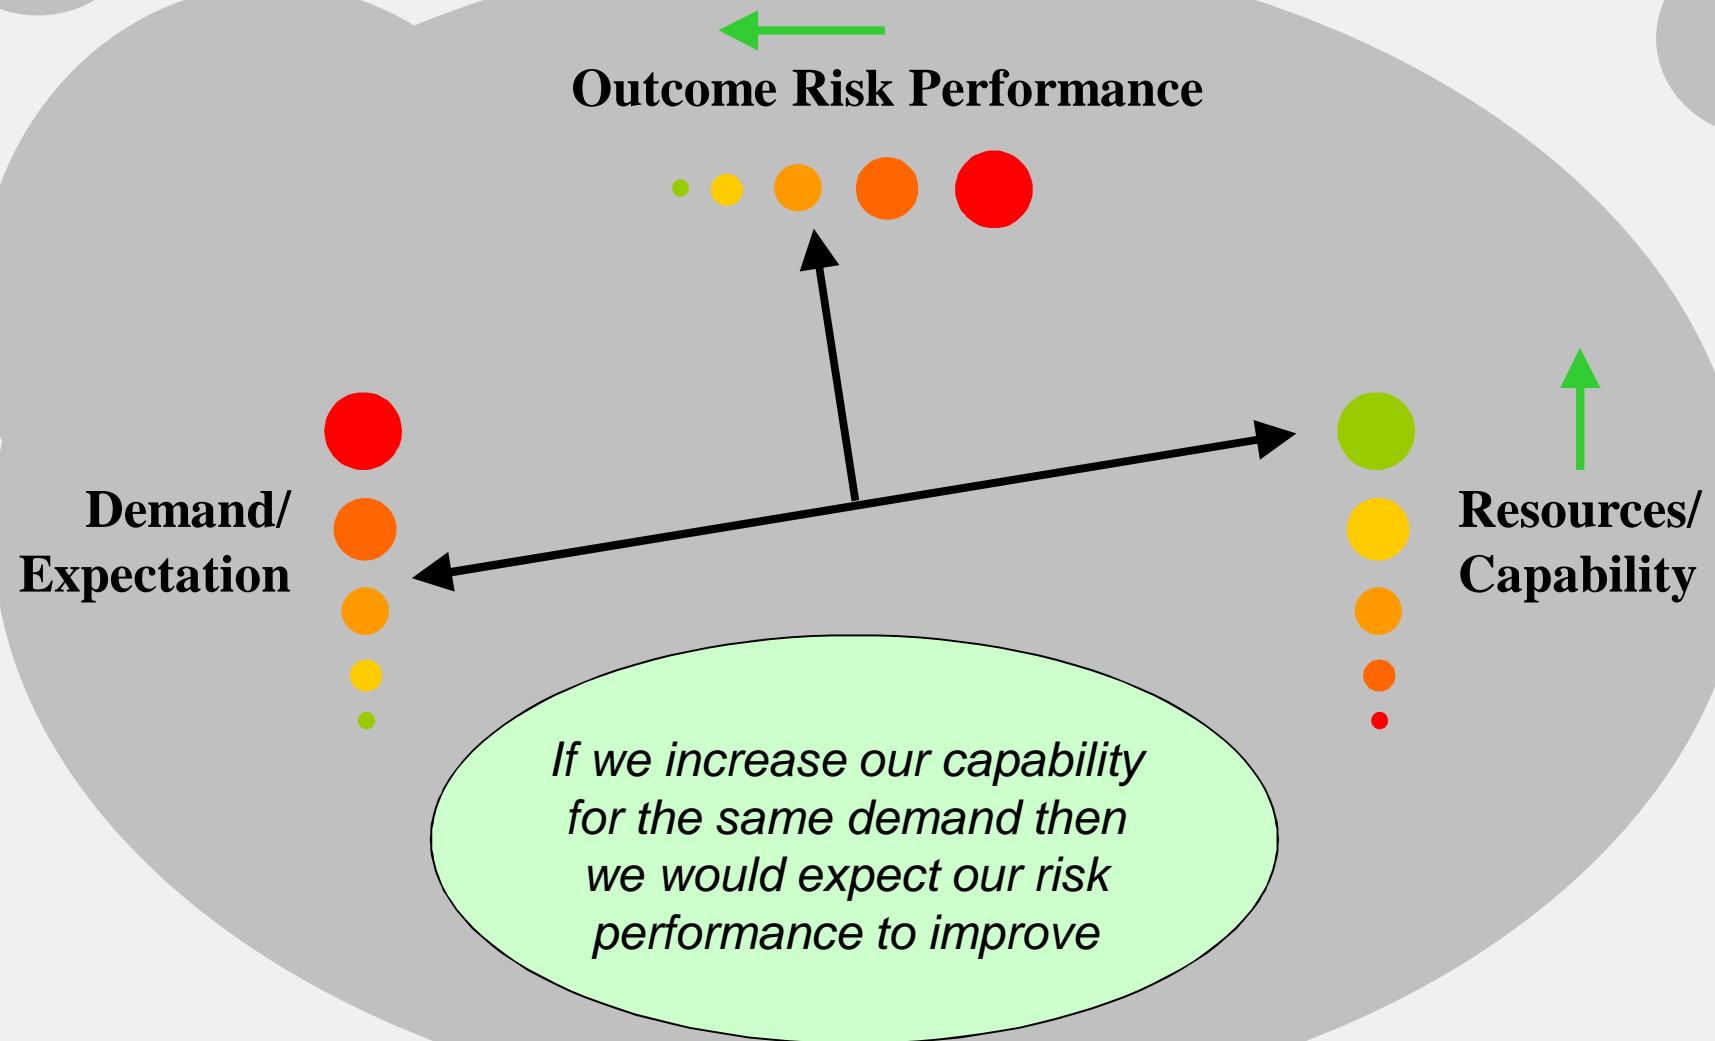 Outcome Risk Performance
Demand/
Expectation
Resources/
Capability
If we increase our capability
for the same demand then
we would expect our risk
performance to improve